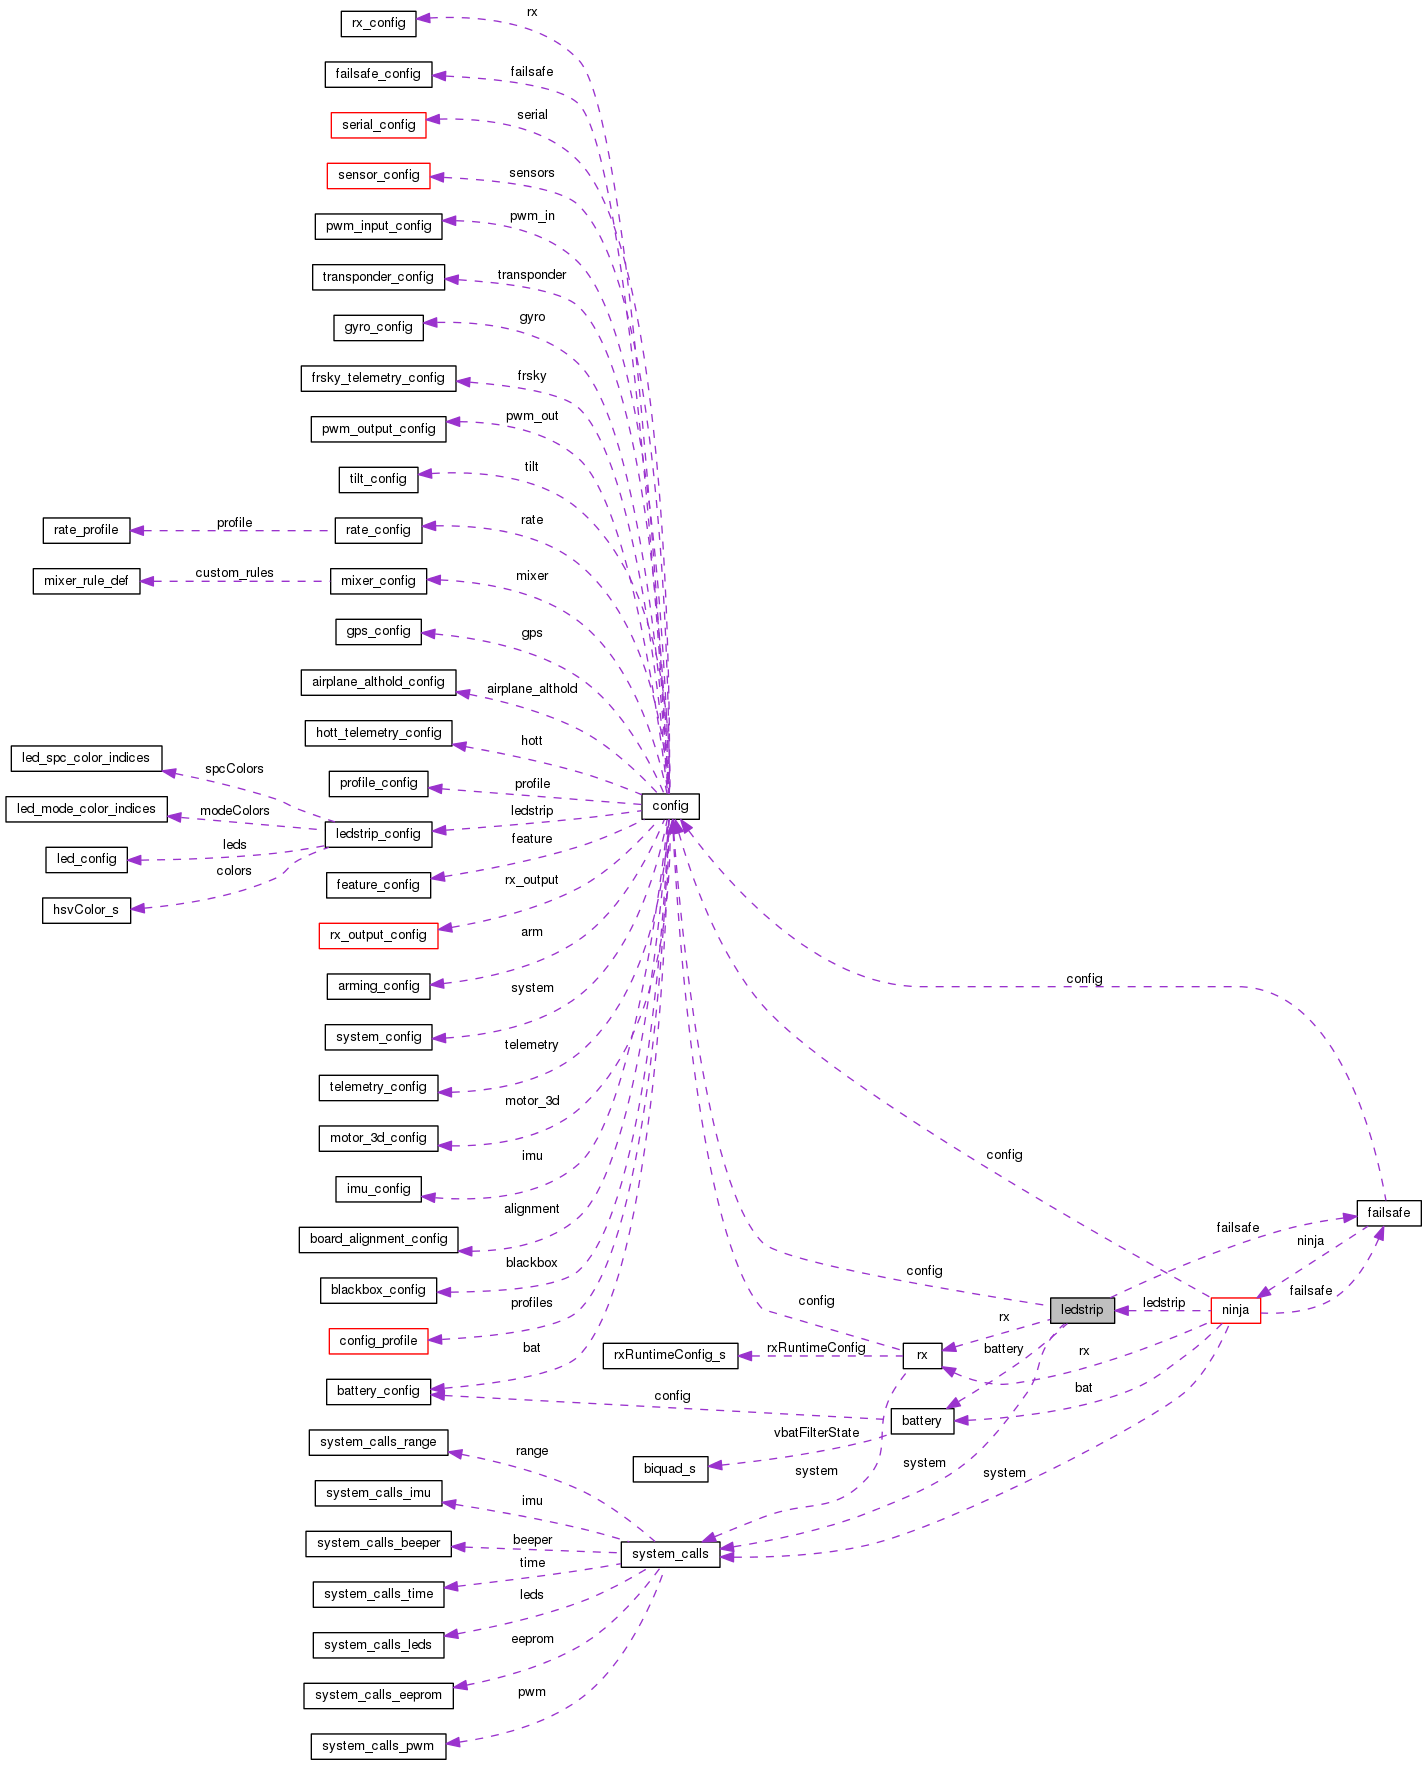 rx
rx_config
failsafe
failsafe_config
serial
serial_config
sensors
sensor_config
pwm_in
pwm_input_config
transponder
transponder_config
gyro
gyro_config
frsky
frsky_telemetry_config
pwm_out
pwm_output_config
tilt
tilt_config
rate
rate_profile
profile
rate_config
mixer
mixer_rule_def
custom_rules
mixer_config
gps
gps_config
airplane_althold
airplane_althold_config
hott
hott_telemetry_config
led_spc_color_indices
spcColors
profile
profile_config
config
led_mode_color_indices
modeColors
ledstrip
ledstrip_config
feature
leds
led_config
colors
rx_output
feature_config
hsvColor_s
arm
rx_output_config
config
arming_config
system
system_config
telemetry
telemetry_config
motor_3d
motor_3d_config
imu
config
imu_config
alignment
failsafe
failsafe
ninja
board_alignment_config
blackbox
config
blackbox_config
failsafe
profiles
config
ledstrip
ledstrip
ninja
rx
config_profile
bat
rxRuntimeConfig_s
rxRuntimeConfig
rx
battery
rx
battery_config
config
bat
battery
vbatFilterState
system_calls_range
range
biquad_s
system
system
system
system_calls_imu
imu
system_calls_beeper
beeper
system_calls
time
system_calls_time
leds
system_calls_leds
eeprom
system_calls_eeprom
pwm
system_calls_pwm